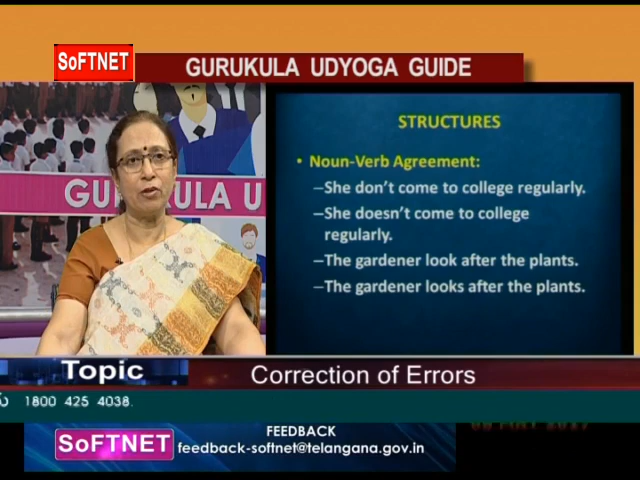 SoFTNET
GURUKULA UDYOGA GUIDE
STRUCTURES
• Noun-Verb Agreement:
–She don't come to college regularly.
–She doesn't come to college
regularly.
–The gardener look after the plants.
–The gardener looks after the plants.
GUR KULA U
Topic
Correction of Errors
1800 425 4038.
SoFTNET
FEEDBACK
feedback-softnet@telangana.gov.in